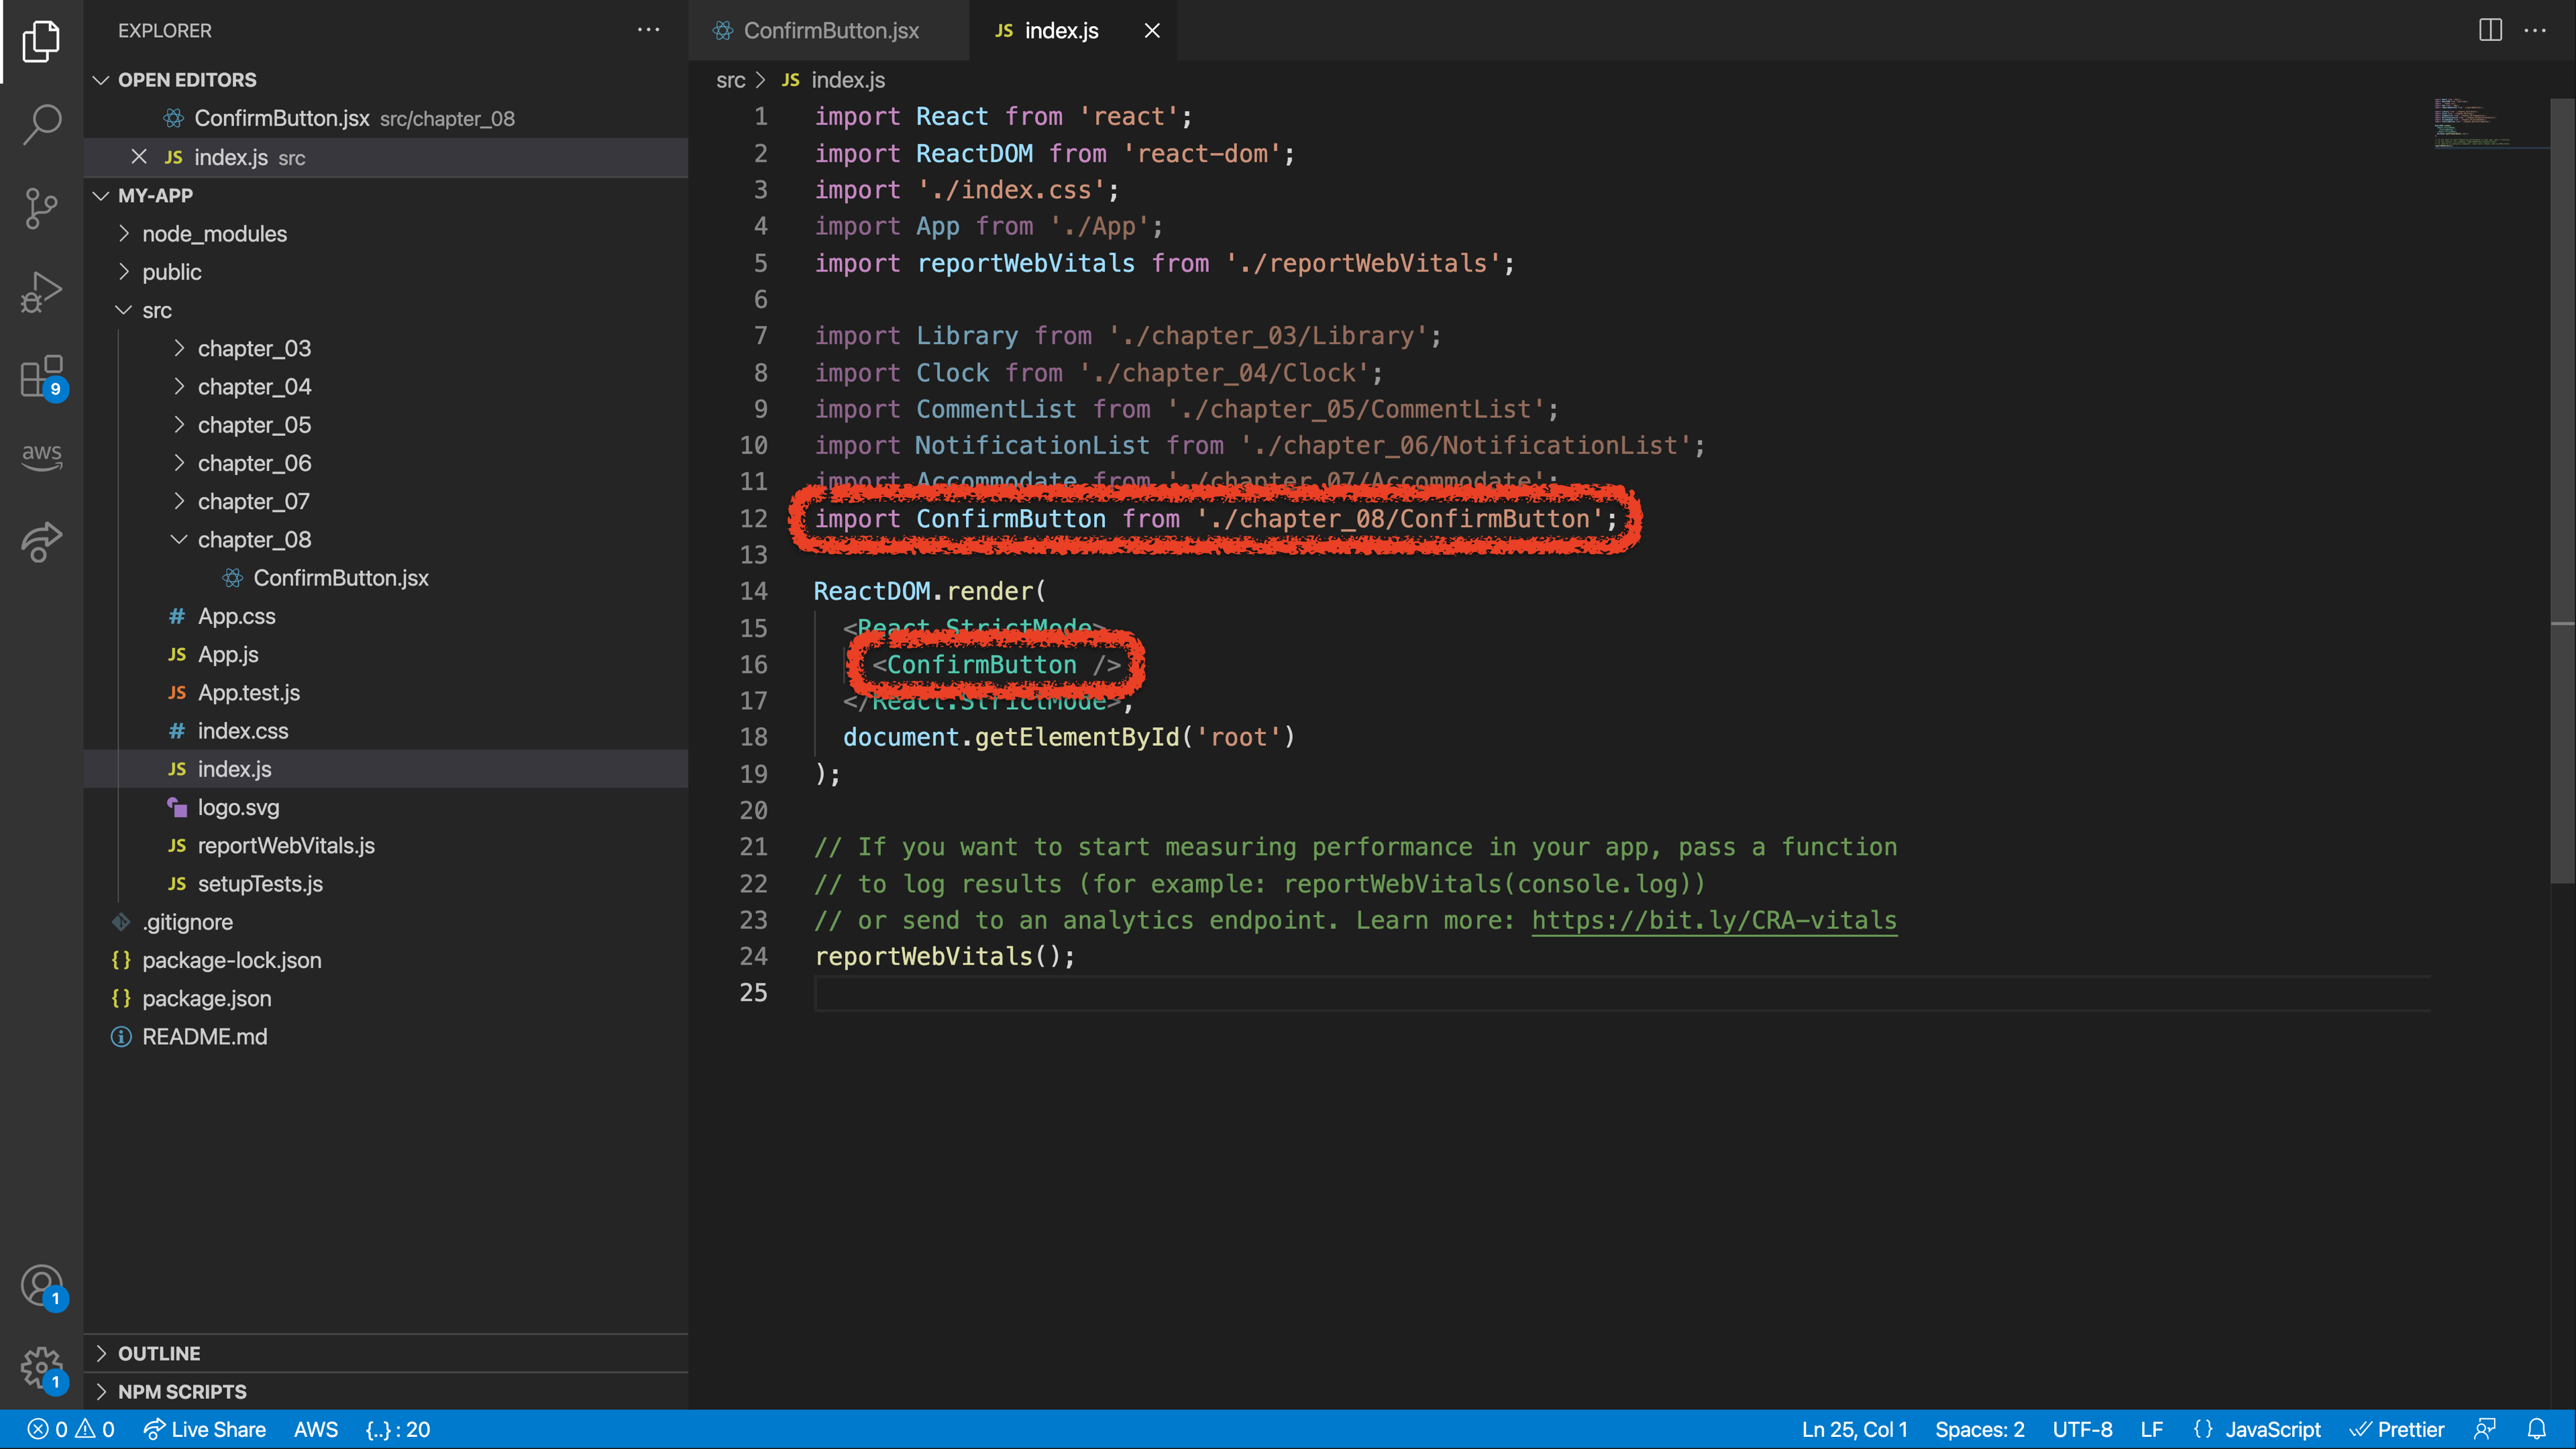 EXPLORER
OPEN EDITORS
ConfirmButton.jsx src/chapter_08
JS index.js src
MY-APP
node_modules
public
src
chapter_03
chapter_04
chapter_05
chapter_06
chapter_07
chapter_08
ConfirmButton.jsx
# App.css
JS App.js
JS App.test.js
# index.css
JS index.js
logo.svg
JS reportWebVitals.js
JS setupTests.js
.gitignore
{} package-lock.json
{} package.json
README.md
OUTLINE
NPM SCRIPTS
9
aws
1
1
ConfirmButton.jsx
JS index.js
src > JS index.js
1 import React from 'react';
2 import ReactDOM from 'react-dom';
3 import './index.css';
4 import App from './App';
5 import reportWebVitals from './reportWebVitals';
6
7 import Library from './chapter_03/Library';
8 import Clock from './chapter_04/Clock';
9 import CommentList from './chapter_05/CommentList';
10 import NotificationList from './chapter_06/NotificationList';
11 import Accommodate from './chapter_07/Accommodate';
12 import ConfirmButton from './chapter_08/ConfirmButton';
13
14 ReactDOM.render(
15 <React.StrictMode>
16 <ConfirmButton />
17 </React.StrictMode>,
18 document.getElementById('root')
19 );
20
21 // If you want to start measuring performance in your app, pass a function
22 // to log results (for example: reportWebVitals(console.log))
23 // or send to an analytics endpoint. Learn more: https://bit.ly/CRA-vitals
24 reportWebVitals();
25
0 0 Live Share AWS {..} : 20
Ln 25, Col 1 Spaces: 2 UTF-8 LF {} JavaScript Prettier